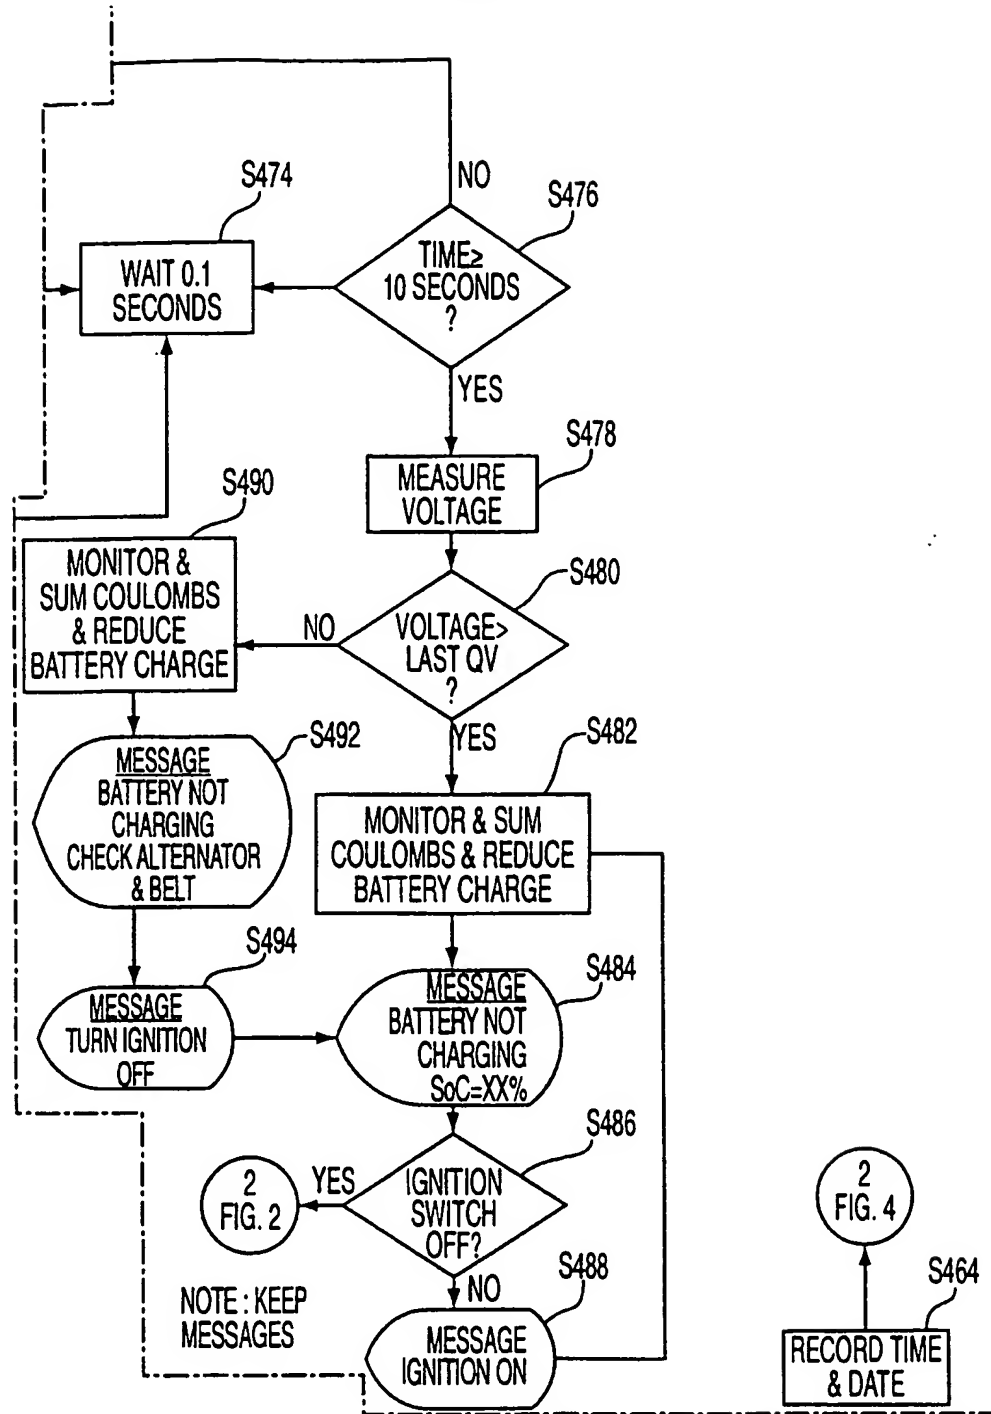 S474
WAIT 0.1
SECONDS
NO
S476
TIME≥
10 SECONDS
?
YES
S478
MEASURE
VOLTAGE
S490
MONITOR &
SUM COULOMBS
& REDUCE
BATTERY CHARGE
NO
S480
VOLTAGE>
LAST QV
?
YES
S482
MONITOR & SUM
COULOMBS & REDUCE
BATTERY CHARGE
S492
MESSAGE
BATTERY NOT
CHARGING
CHECK ALTERNATOR
& BELT
S494
MESSAGE
TURN IGNITION
OFF
S484
MESSAGE
BATTERY NOT
CHARGING
SoC=XX%
S486
IGNITION
SWITCH
OFF?
YES
2
FIG. 2
NO
S488
MESSAGE
IGNITION ON
NOTE : KEEP
MESSAGES
2
FIG. 4
S464
RECORD TIME
& DATE